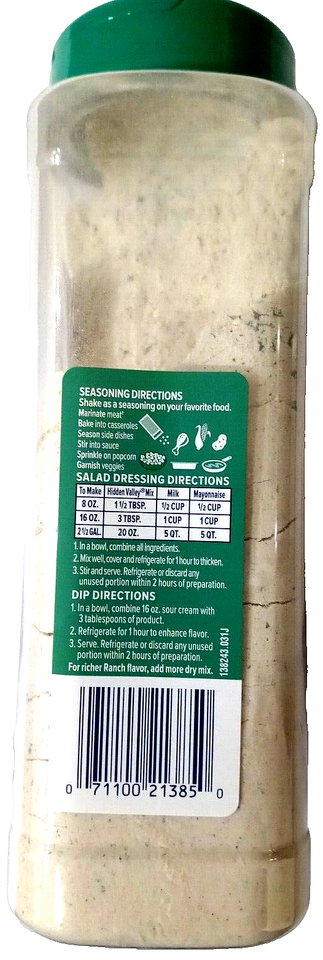 SEASONING DIRECTIONS
Shake as a seasoning on your favorite food.
Marinate meat*
Bake into casseroles
Season side dishes
Stir into sauce
Sprinkle on popcorn
Garnish veggies
SALAD DRESSING DIRECTIONS
To Make Hidden Valley® Mix Milk Mayonnaise
8 OZ. 1 1/2 TBSP. 1/2 CUP 1/2 CUP
16 OZ. 3 TBSP. 1 CUP 1 CUP
2 1/2 GAL. 20 OZ. 5 QT. 5 QT.
1. In a bowl, combine all ingredients.
2. Mix well, cover and refrigerate for 1 hour to thicken.
3. Stir and serve. Refrigerate or discard any
unused portion within 2 hours of preparation.
DIP DIRECTIONS
1. In a bowl, combine 16 oz. sour cream with
3 tablespoons of product.
2. Refrigerate for 1 hour to enhance flavor.
3. Serve. Refrigerate or discard any unused
portion within 2 hours of preparation.
For richer Ranch flavor, add more dry mix.
138243.031J
0 71100 21385 0